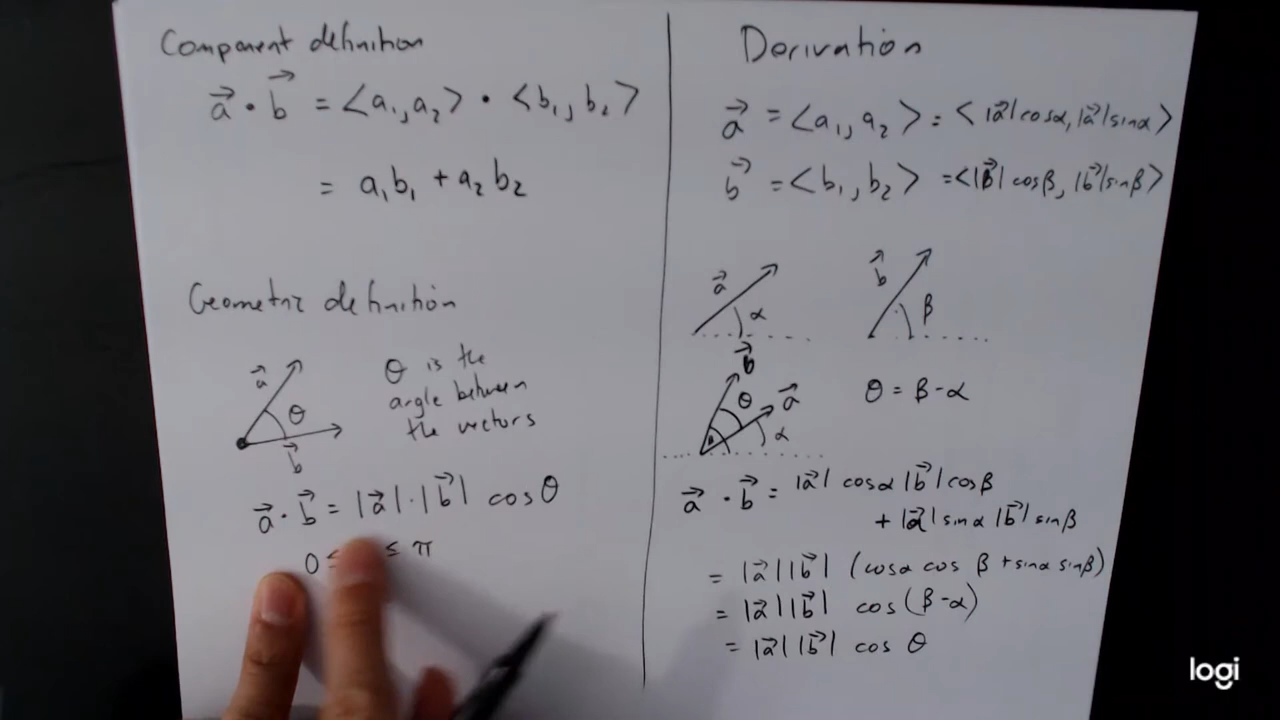 Component definition
a⃗ · b⃗ = <a₁, a₂> · <b₁, b₂>
= a₁b₁ + a₂b₂
Geometric definition
a⃗
θ
b⃗
θ is the
angle between
the vectors
a⃗ · b⃗ = |a⃗| · |b⃗| cos θ
0 ≤ ≤ π
Derivation
a⃗ = <a₁, a₂> = <|a⃗| cos α, |a⃗| sin α>
b⃗ = <b₁, b₂> = <|b⃗| cos β, |b⃗| sin β>
a⃗ α
b⃗ β
b⃗
θ a⃗
α
θ = β - α
a⃗ · b⃗ = |a⃗| cos α |b⃗| cos β
+ |a⃗| sin α |b⃗| sin β
= |a⃗| |b⃗| (cos α cos β + sin α sin β)
= |a⃗| |b⃗| cos (β - α)
= |a⃗| |b⃗| cos θ
logi